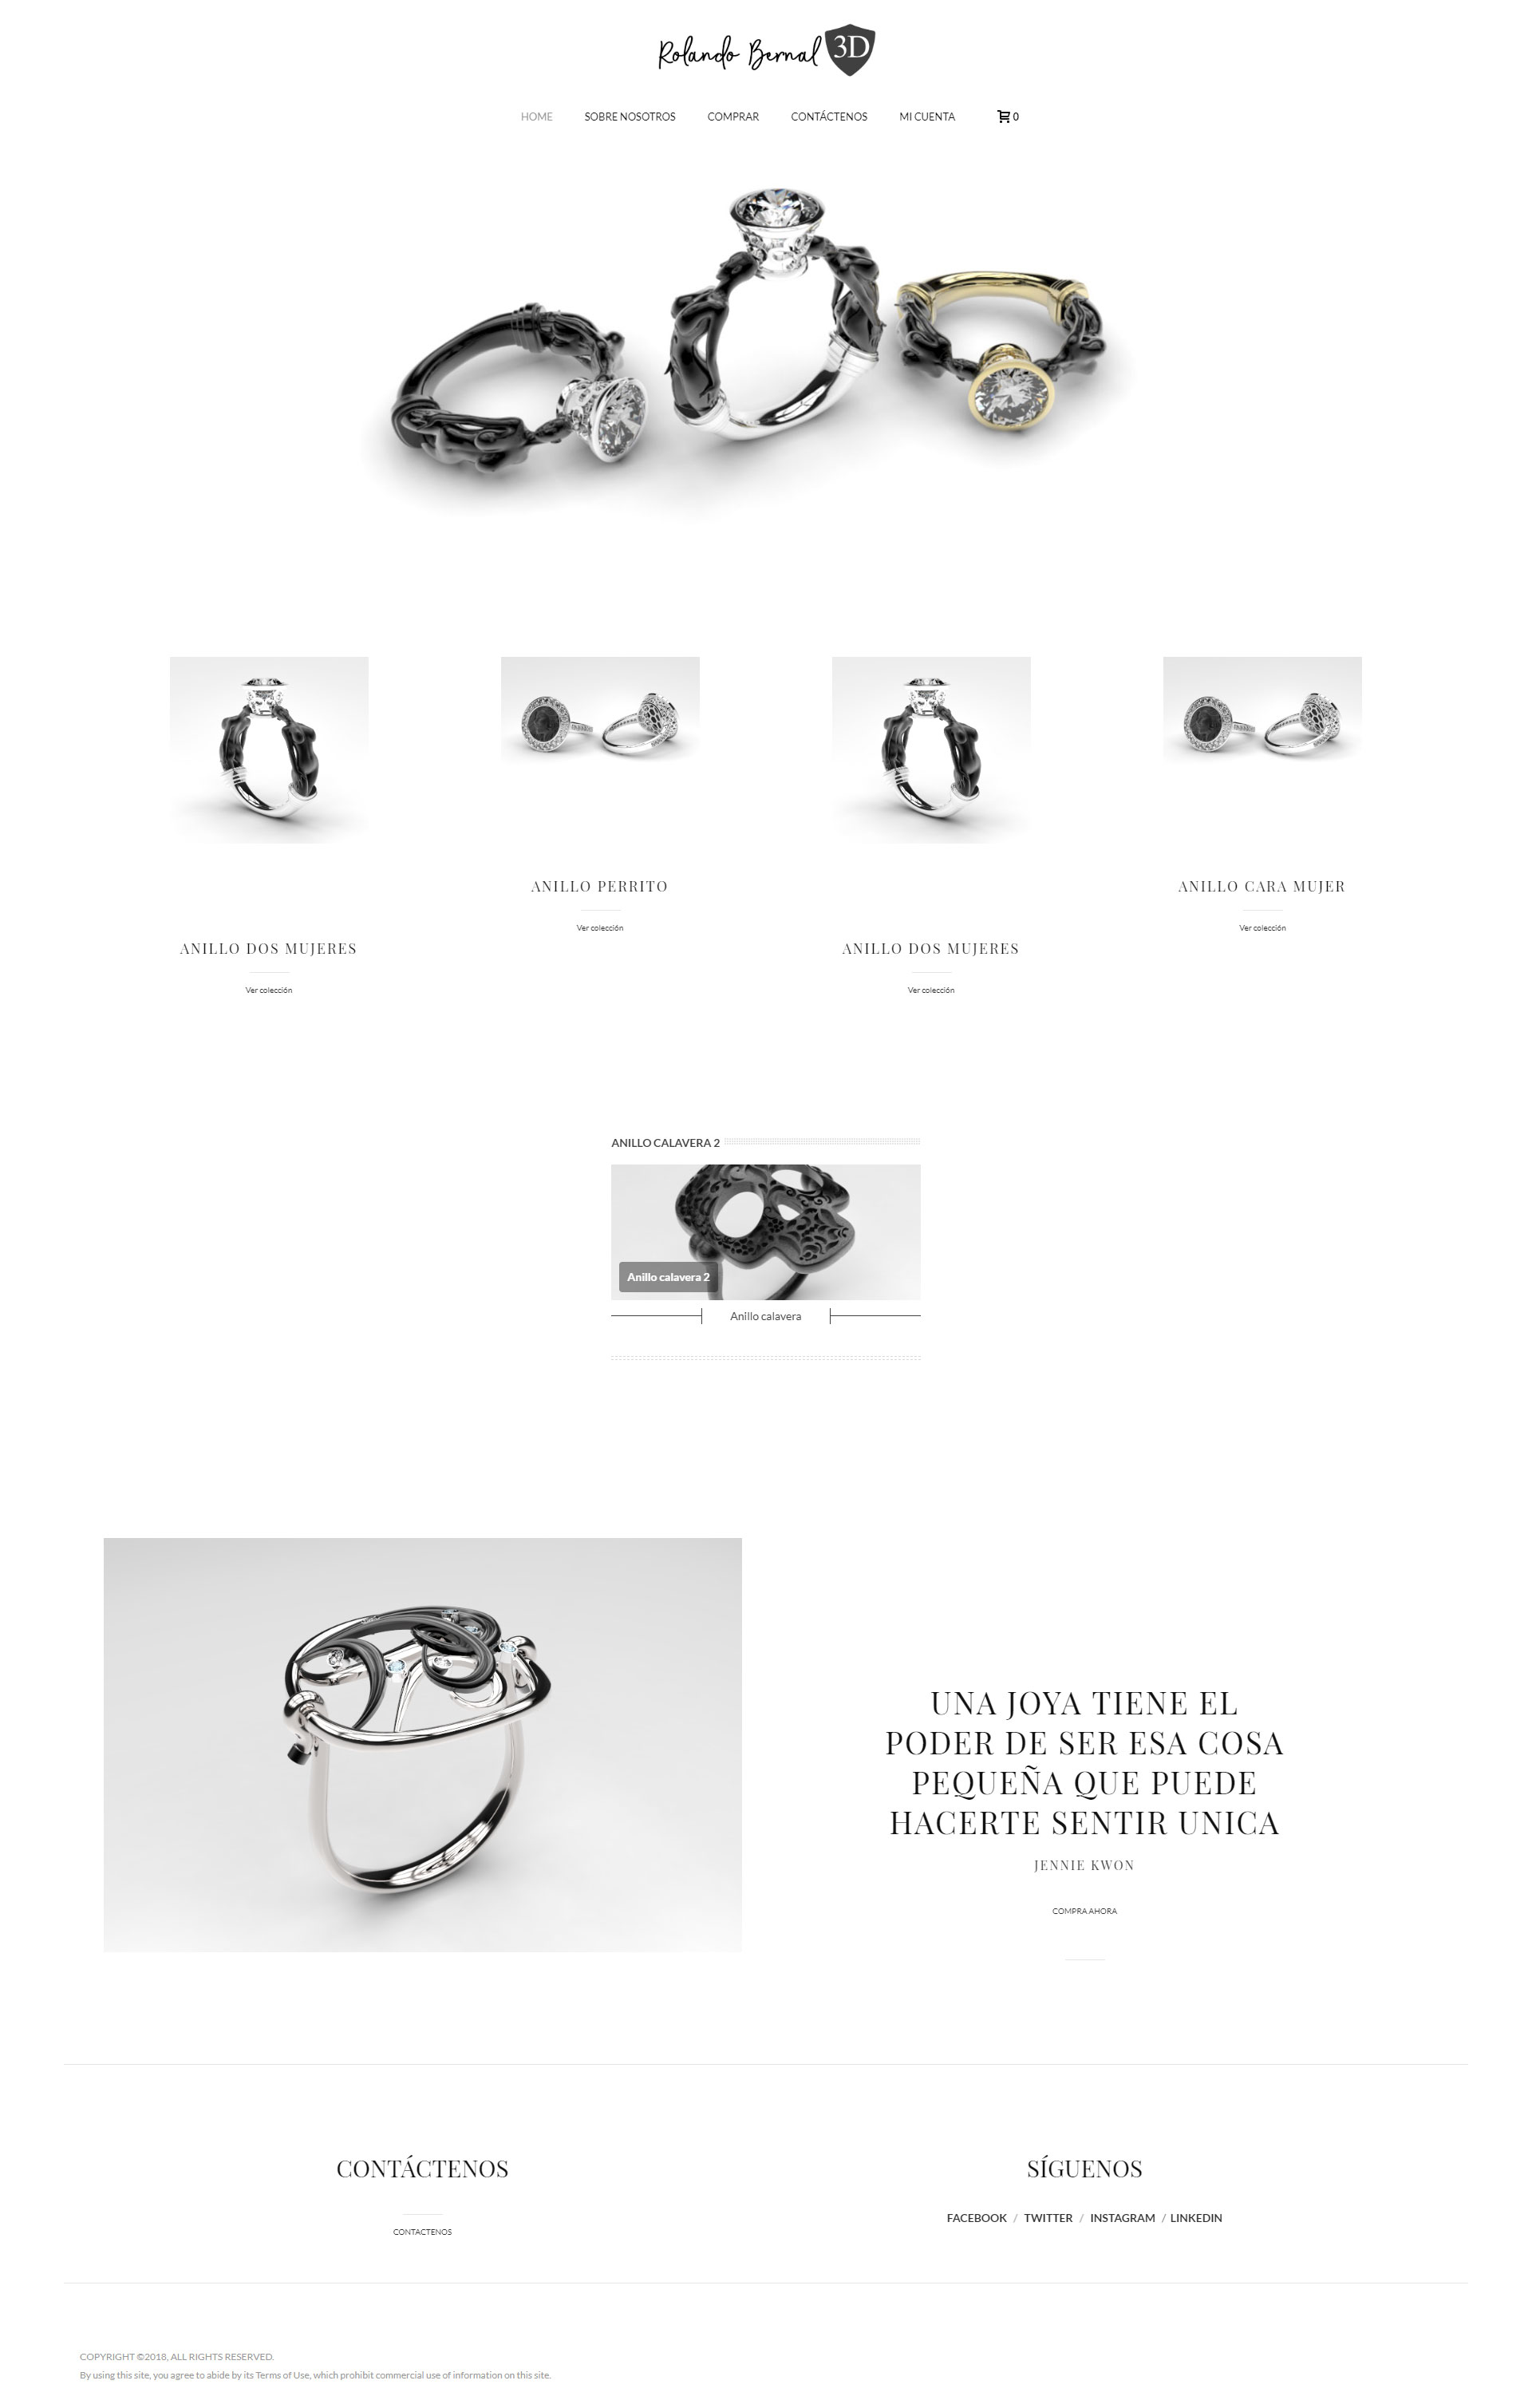 Rolando Bernal 3D
HOME SOBRE NOSOTROS COMPRAR CONTÁCTENOS MI CUENTA 0
ANILLO PERRITO
Ver colección
ANILLO CARA MUJER
Ver colección
ANILLO DOS MUJERES
Ver colección
ANILLO DOS MUJERES
Ver colección
ANILLO CALAVERA 2
Anillo calavera 2
Anillo calavera
UNA JOYA TIENE EL
PODER DE SER ESA COSA
PEQUEÑA QUE PUEDE
HACERTE SENTIR UNICA
JENNIE KWON
COMPRA AHORA
CONTÁCTENOS
CONTACTENOS
SÍGUENOS
FACEBOOK / TWITTER / INSTAGRAM / LINKEDIN
COPYRIGHT ©2018, ALL RIGHTS RESERVED.
By using this site, you agree to abide by its Terms of Use, which prohibit commercial use of information on this site.